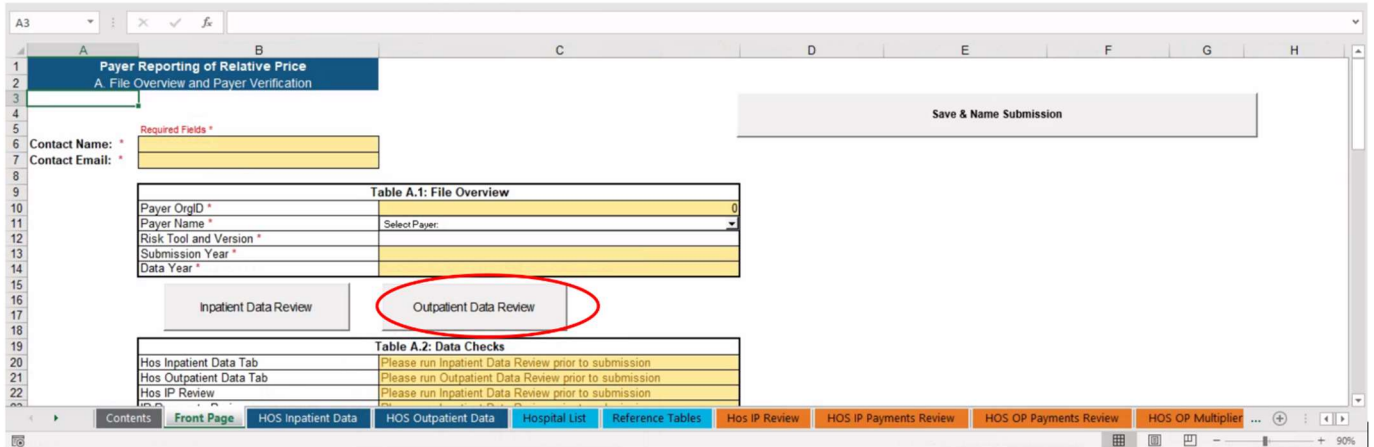 A3 fx
A B C D E F G H
1 Payer Reporting of Relative Price
2 A. File Overview and Payer Verification
3
4 Save & Name Submission
5 Required Fields *
6 Contact Name: *
7 Contact Email: *
8
9 Table A.1: File Overview
10 Payer OrgID * 0
11 Payer Name * Select Payer:
12 Risk Tool and Version *
13 Submission Year *
14 Data Year *
15
16 Inpatient Data Review Outpatient Data Review
17
18
19 Table A.2: Data Checks
20 Hos Inpatient Data Tab Please run Inpatient Data Review prior to submission
21 Hos Outpatient Data Tab Please run Outpatient Data Review prior to submission
22 Hos IP Review Please run Inpatient Data Review prior to submission
Contents Front Page HOS Inpatient Data HOS Outpatient Data Hospital List Reference Tables Hos IP Review HOS IP Payments Review HOS OP Payments Review HOS OP Multiplier ...
90%